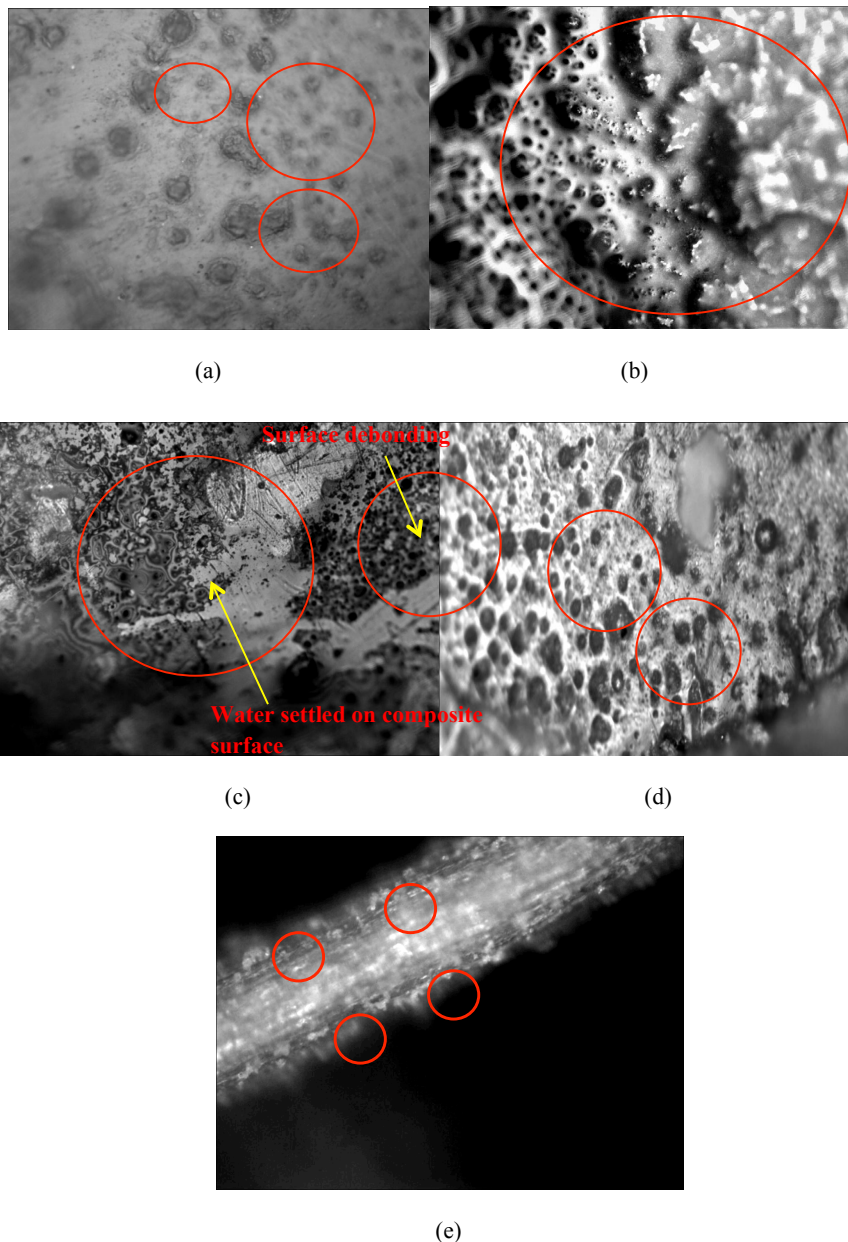 (a)
(b)
Surface debonding
Water settled on composite
surface
(c)
(d)
(e)